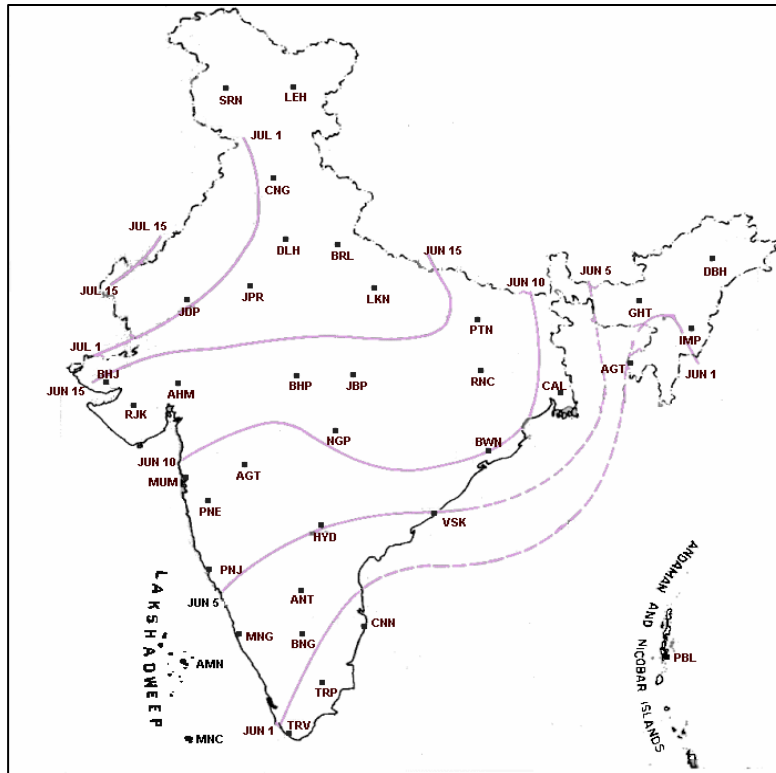 SRN
LEH
JUL 1
CNG
JUL 15
DLH
BRL
JUN 15
JUN 10
JUN 5
DBH
JUL 15
JDP
JPR
LKN
GHT
PTN
IMP
JUL 1
BHJ
JUN 15
AHM
BHP
JBP
RNC
CAL
AGT
JUN 1
RJK
NGP
BWN
JUN 10
MUM
AGT
PNE
HYD
VSK
PNJ
JUN 5
ANT
MNG
BNG
CNN
LAKSHADWEEP
AMN
TRP
JUN 1
TRV
MNC
ANDAMAN AND NICOBAR ISLANDS
PBL